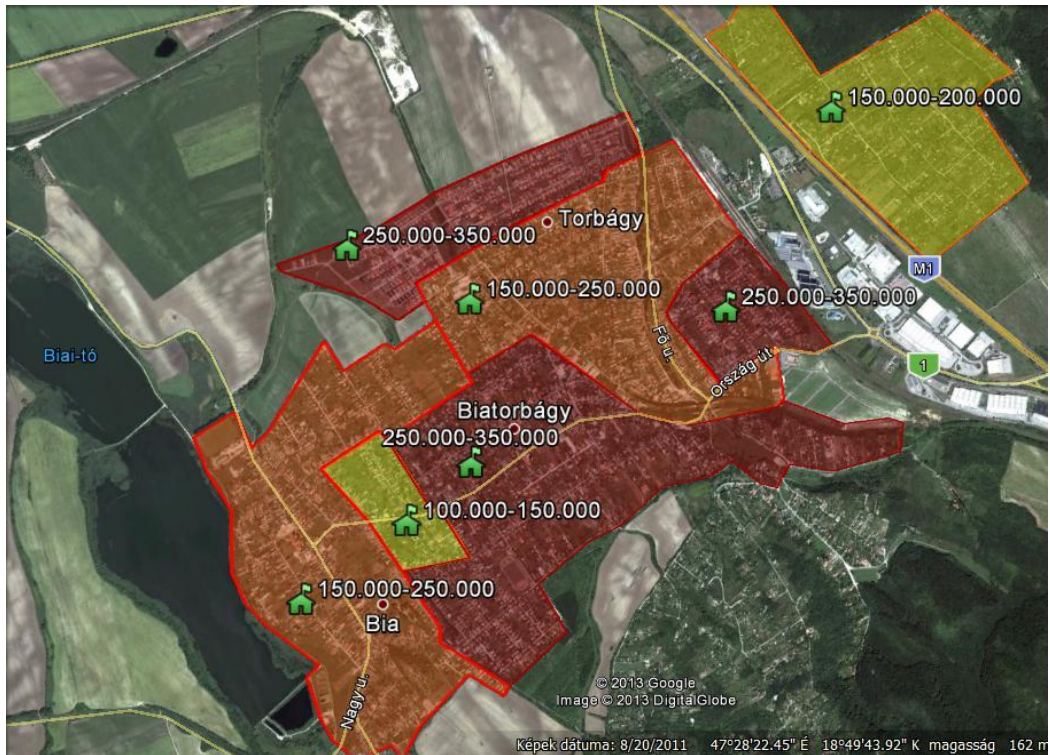 150.000-200.000
Torbágy
250.000-350.000
M1
150.000-250.000
250.000-350.000
Fő u.
Biai-tó
Ország út
1
Biatorbágy
250.000-350.000
100.000-150.000
150.000-250.000
Bia
Nagy u.
© 2013 Google
Image © 2013 DigitalGlobe
Képek dátuma: 8/20/2011 47°28'22.45" É 18°49'43.92" K magasság 162 m